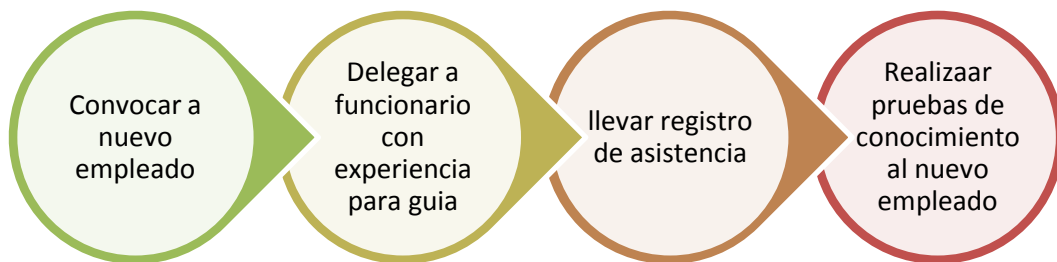 Convocar a
nuevo
empleado
Delegar a
funcionario
con
experiencia
para guia
llevar registro
de asistencia
Realizaar
pruebas de
conocimiento
al nuevo
empleado